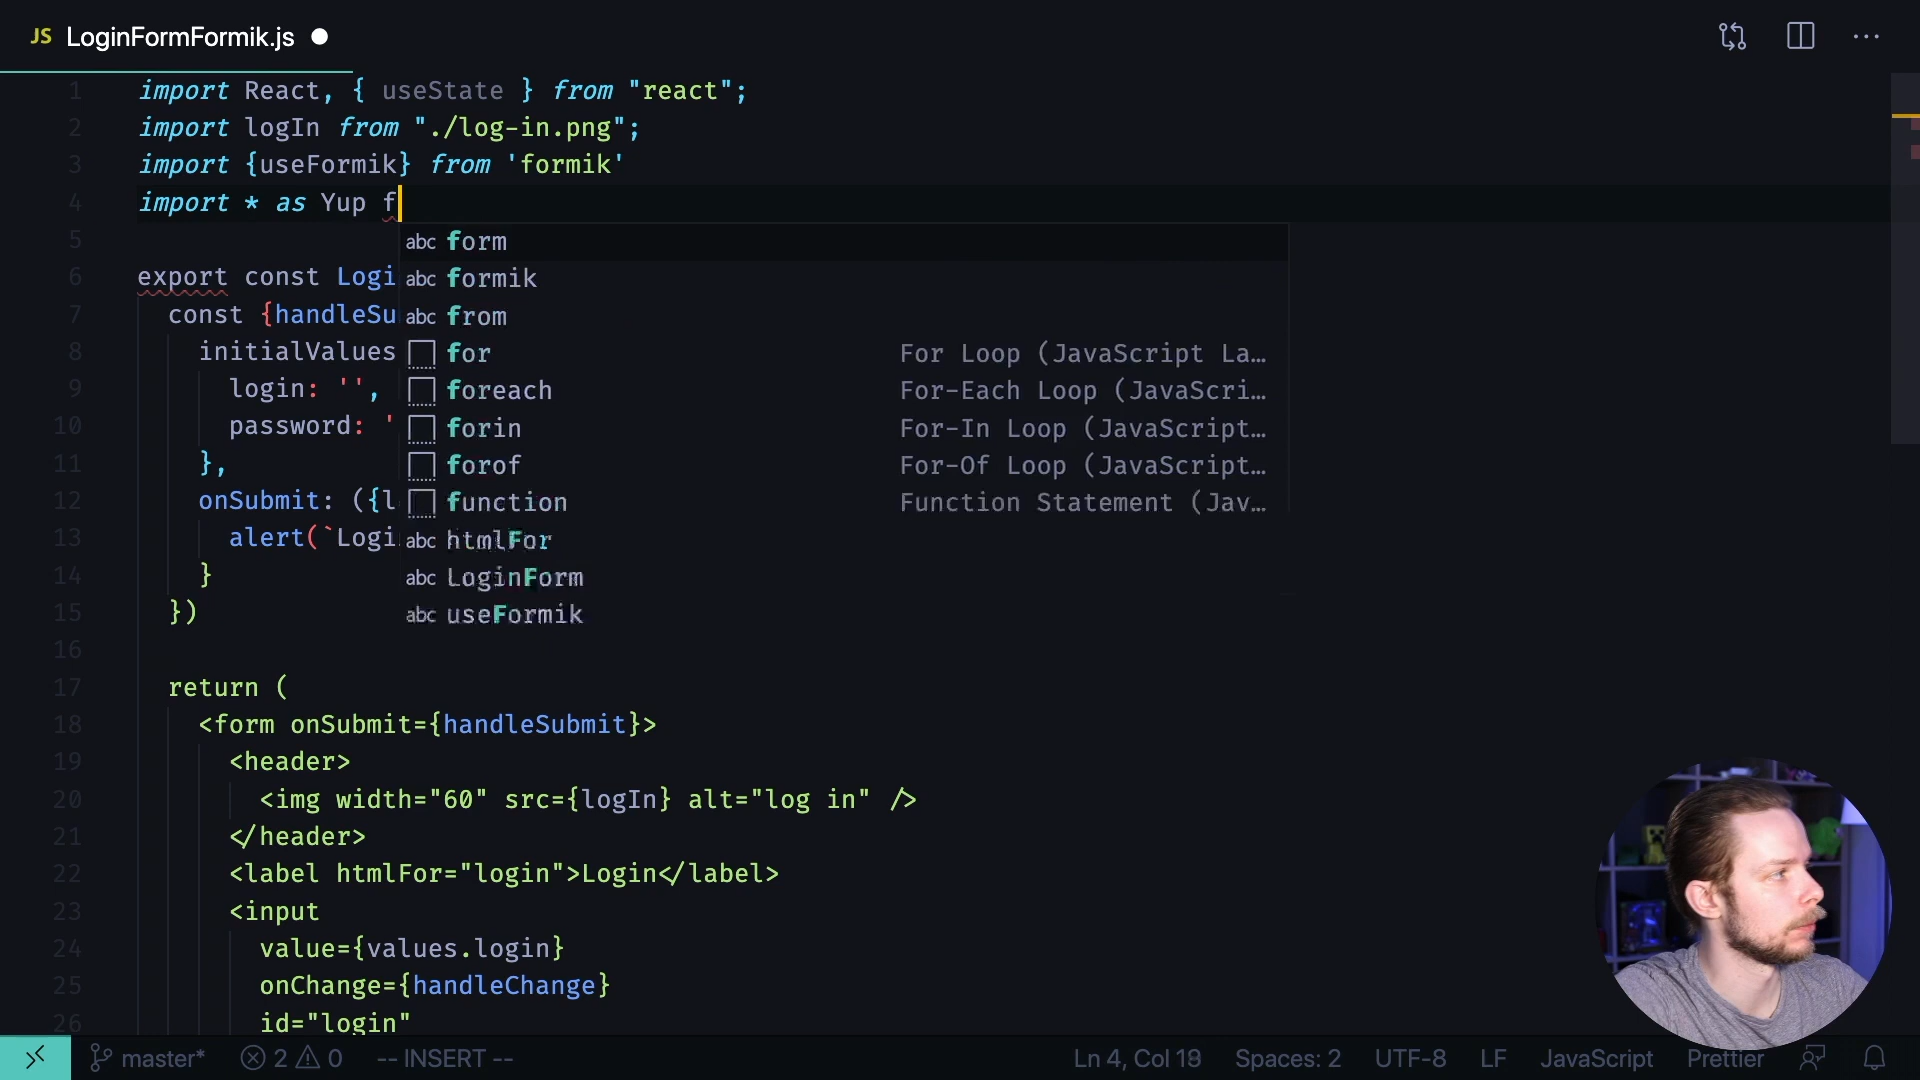 JS LoginFormFormik.js
1 import React, { useState } from "react";
2 import logIn from "./log-in.png";
3 import {useFormik} from 'formik'
4 import * as Yup f
abc form
5
abc formik
6 export const Logi
abc from
7 const {handleSu
for For Loop (JavaScript La…
8 initialValues
foreach For-Each Loop (JavaScri…
9 login: '',
forin For-In Loop (JavaScript…
10 password: '
forof For-Of Loop (JavaScript…
11 },
function Function Statement (Jav…
12 onSubmit: ({l
abc htmlFor
13 alert(`Logi
abc LoginForm
14 }
abc useFormik
15 })
16
17 return (
18 <form onSubmit={handleSubmit}>
19 <header>
20 <img width="60" src={logIn} alt="log in" />
21 </header>
22 <label htmlFor="login">Login</label>
23 <input
24 value={values.login}
25 onChange={handleChange}
26 id="login"
master* 2 0 -- INSERT -- Ln 4, Col Spaces: 2 UTF-8 LF JavaScript Prettier